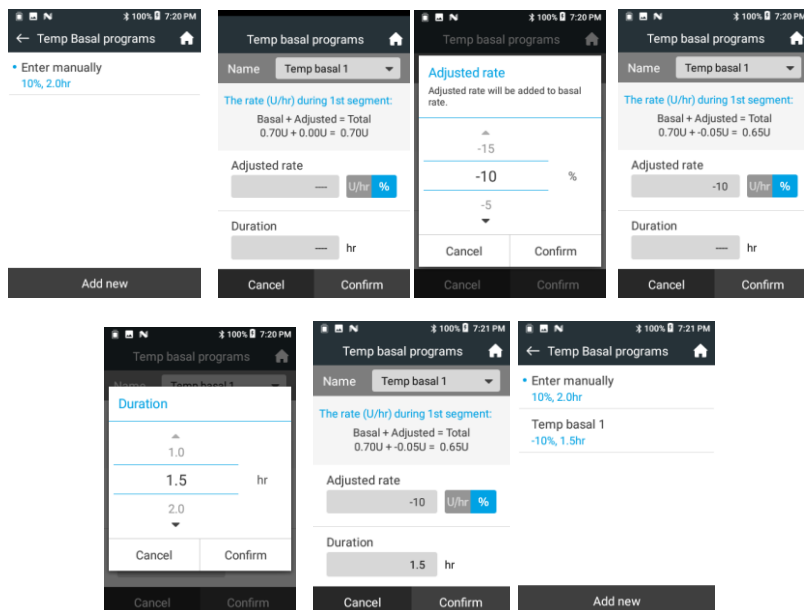 100% 7:20 PM
Temp Basal programs
Enter manually
10%, 2.0hr
Add new
Temp basal programs
Name Temp basal 1
The rate (U/hr) during 1st segment:
Basal + Adjusted = Total
0.70U + 0.00U = 0.70U
Adjusted rate
---- U/hr %
Duration
---- hr
Cancel Confirm
N 100% 7:20 PM
Temp basal programs
Adjusted rate
Adjusted rate will be added to basal
rate.
-15
-10 %
-5
Cancel Confirm
Cancel Confirm
100% 7:20 PM
Temp basal programs
Name Temp basal 1
The rate (U/hr) during 1st segment:
Basal + Adjusted = Total
0.70U + -0.05U = 0.65U
Adjusted rate
-10 U/hr %
Duration
---- hr
Cancel Confirm
100% 7:20 PM
Temp basal programs
Name Temp basal 1
Duration
1.0
1.5 hr
2.0
Cancel Confirm
Cancel Confirm
100% 7:21 PM
Temp basal programs
Name Temp basal 1
The rate (U/hr) during 1st segment:
Basal + Adjusted = Total
0.70U + -0.05U = 0.65U
Adjusted rate
-10 U/hr %
Duration
1.5 hr
Cancel Confirm
100% 7:21 PM
Temp Basal programs
Enter manually
10%, 2.0hr
Temp basal 1
-10%, 1.5hr
Add new